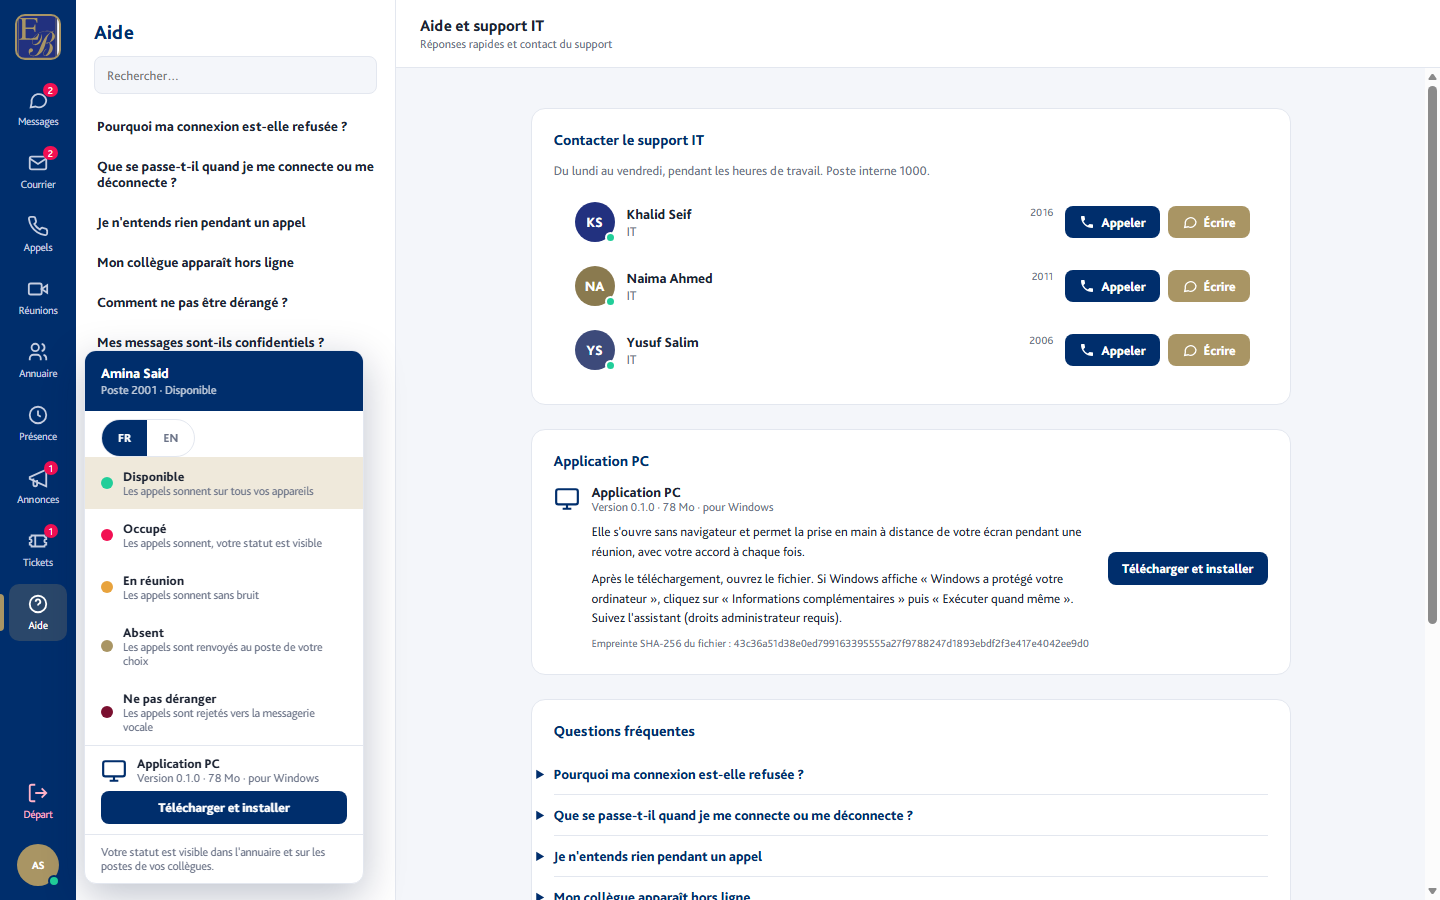 EB
2
Messages
2
Courrier
Appels
Réunions
Annuaire
Présence
1
Annonces
1
Tickets
Aide
Départ
AS
Aide
Rechercher...
Pourquoi ma connexion est-elle refusée ?
Que se passe-t-il quand je me connecte ou me
déconnecte ?
Je n'entends rien pendant un appel
Mon collègue apparaît hors ligne
Comment ne pas être dérangé ?
Mes messages sont-ils confidentiels ?
Amina Said
Poste 2001 · Disponible
FR EN
Disponible
Les appels sonnent sur tous vos appareils
Occupé
Les appels sonnent, votre statut est visible
En réunion
Les appels sonnent sans bruit
Absent
Les appels sont renvoyés au poste de votre
choix
Ne pas déranger
Les appels sont rejetés vers la messagerie
vocale
Application PC
Version 0.1.0 · 78 Mo · pour Windows
Télécharger et installer
Votre statut est visible dans l'annuaire et sur les
postes de vos collègues.
Aide et support IT
Réponses rapides et contact du support
Contacter le support IT
Du lundi au vendredi, pendant les heures de travail. Poste interne 1000.
KS Khalid Seif 2016 Appeler Écrire
IT
NA Naima Ahmed 2011 Appeler Écrire
IT
YS Yusuf Salim 2006 Appeler Écrire
IT
Application PC
Application PC
Version 0.1.0 · 78 Mo · pour Windows
Elle s'ouvre sans navigateur et permet la prise en main à distance de votre écran pendant une
réunion, avec votre accord à chaque fois.
Après le téléchargement, ouvrez le fichier. Si Windows affiche « Windows a protégé votre
ordinateur », cliquez sur « Informations complémentaires » puis « Exécuter quand même ».
Suivez l'assistant (droits administrateur requis).
Empreinte SHA-256 du fichier : 43c36a51d38e0ed799163395555a27f9788247d1893ebdf2f3e417e4042ee9d0
Télécharger et installer
Questions fréquentes
Pourquoi ma connexion est-elle refusée ?
Que se passe-t-il quand je me connecte ou me déconnecte ?
Je n'entends rien pendant un appel
Mon collègue apparaît hors ligne